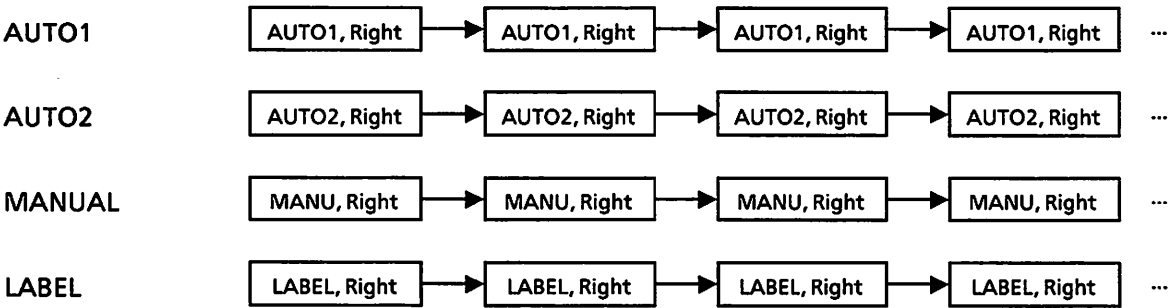 AUTO1 AUTO1, Right AUTO1, Right AUTO1, Right AUTO1, Right ...
AUTO2 AUTO2, Right AUTO2, Right AUTO2, Right AUTO2, Right ...
MANUAL MANU, Right MANU, Right MANU, Right MANU, Right ...
LABEL LABEL, Right LABEL, Right LABEL, Right LABEL, Right ...